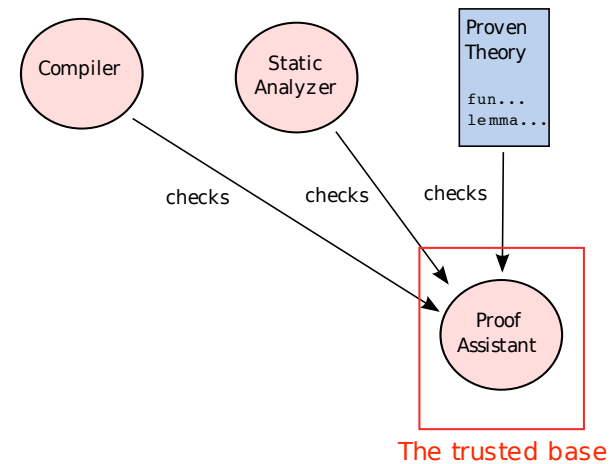 Compiler
Static
Analyzer
Proven
Theory
fun...
lemma...
checks
checks
checks
Proof
Assistant
The trusted base